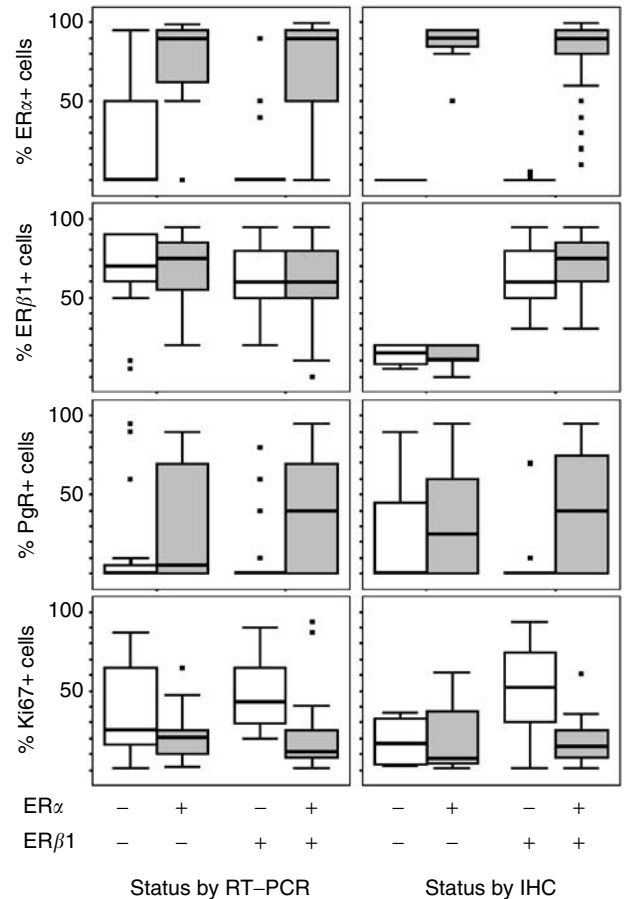 % ERα+ cells
100
50
% ERβ1+ cells
100
50
% PgR+ cells
100
50
% Ki67+ cells
100
50
ERα − + − + − + − +
ERβ1 − − + + − − + +
Status by RT–PCR Status by IHC